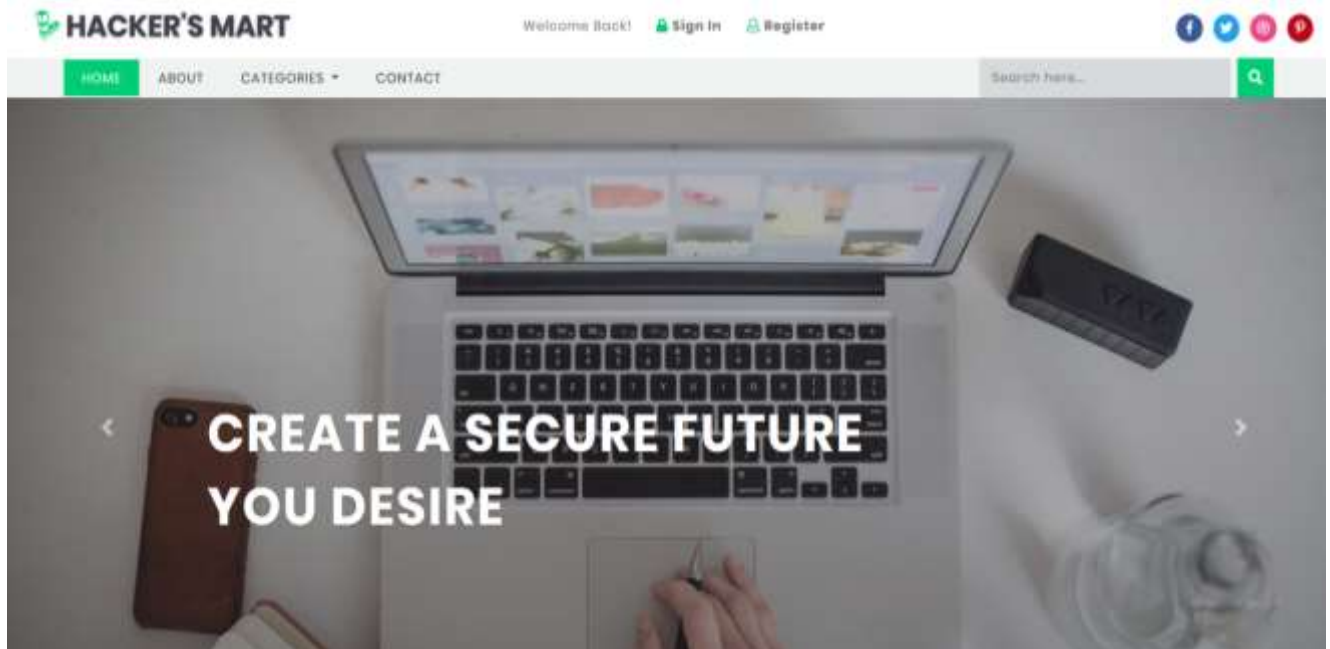 HACKER'S MART
Welcome Back! Sign In Register
HOME ABOUT CATEGORIES CONTACT
Search here...
CREATE A SECURE FUTURE
YOU DESIRE